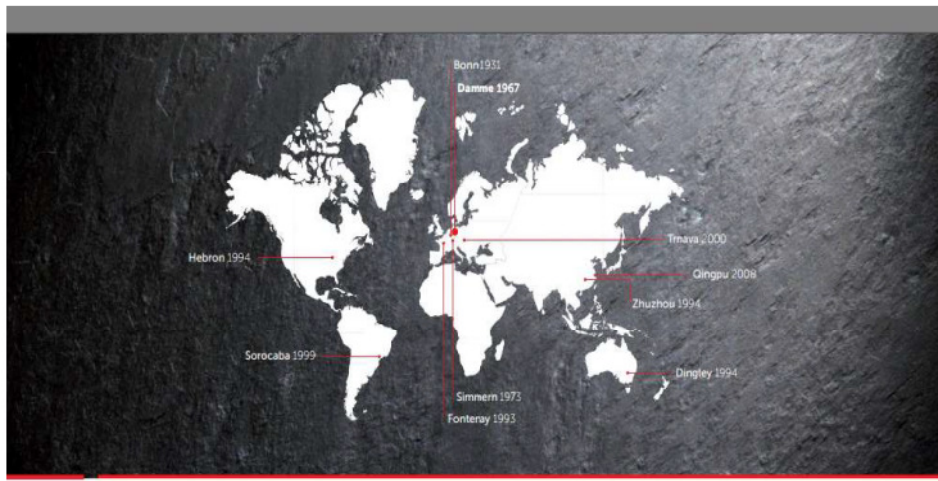 Bonn 1931
Damme 1967
Trnava 2000
Hebron 1994
Qingpu 2008
Zhuzhou 1994
Sorocaba 1999
Dingley 1994
Simmern 1973
Fonteray 1993